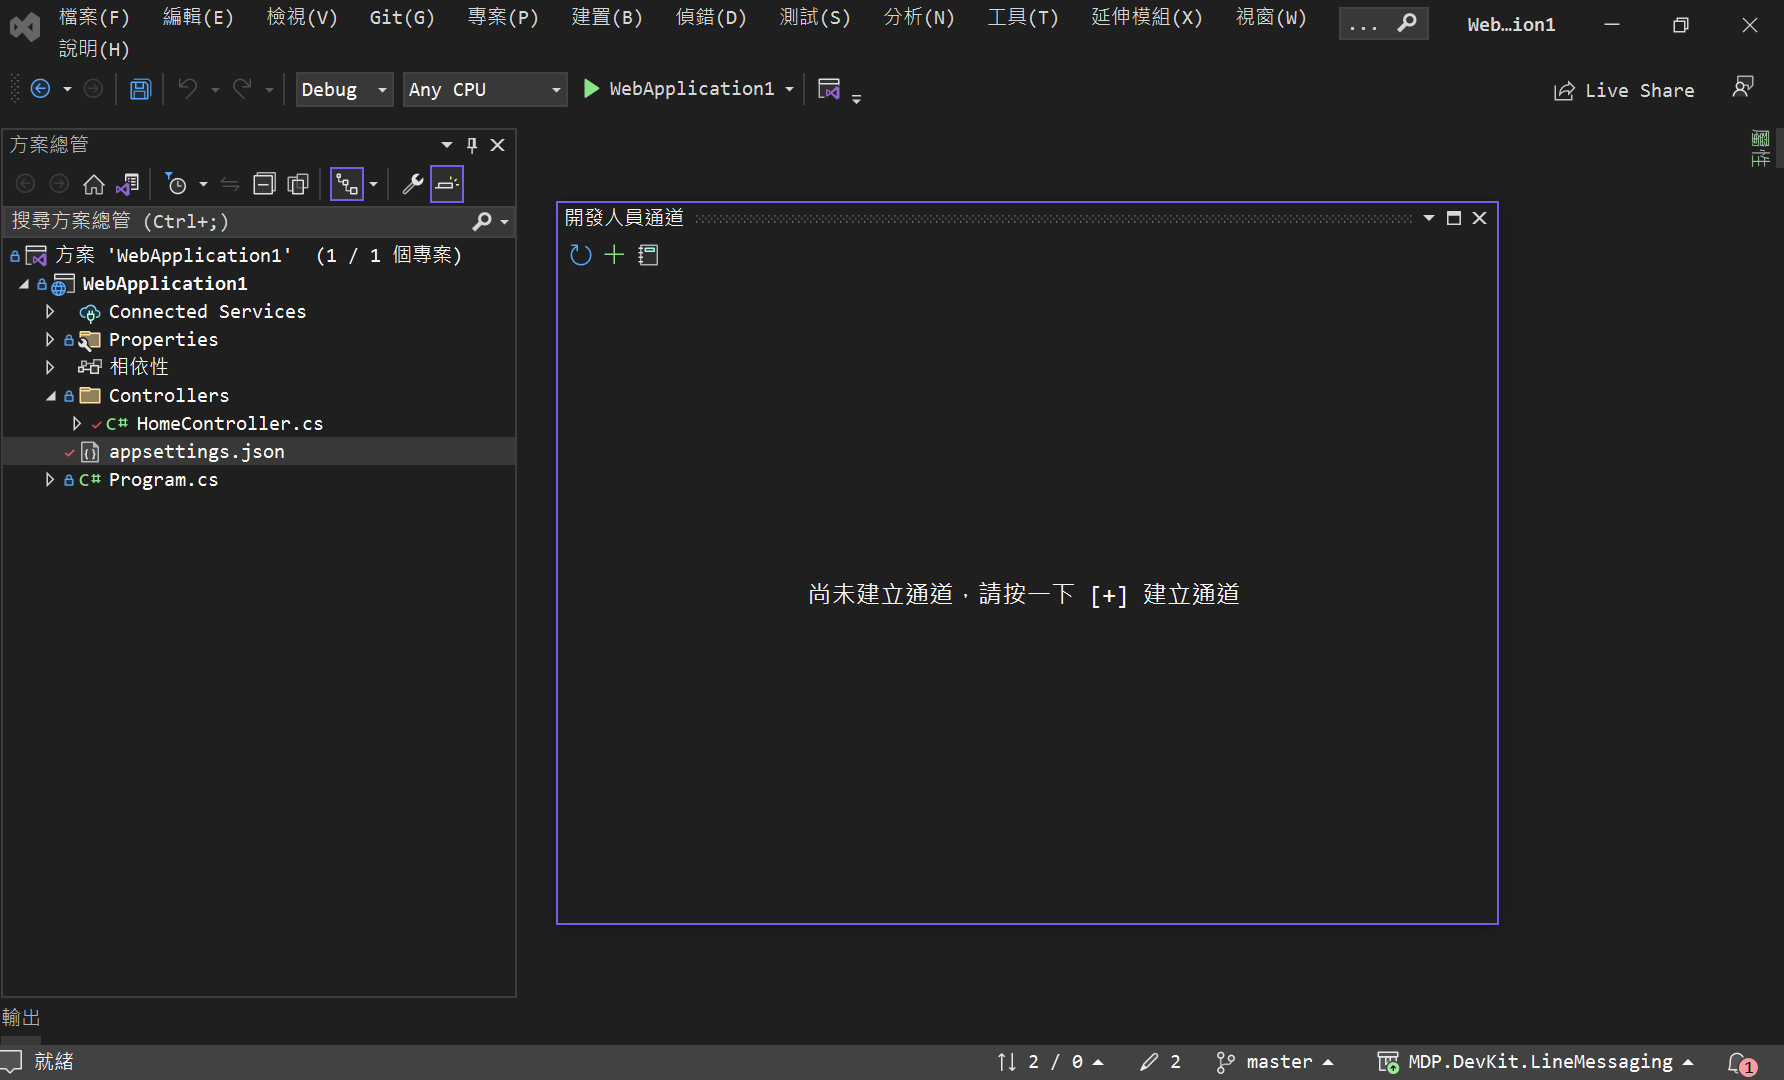 檔案(F) 編輯(E) 檢視(V) Git(G) 專案(P) 建置(B) 偵錯(D) 測試(S) 分析(N) 工具(T) 延伸模組(X) 視窗(W) ... Web…ion1
說明(H)
Debug Any CPU WebApplication1 Live Share
方案總管
屬性
搜尋方案總管 (Ctrl+;)
方案 'WebApplication1' (1 / 1 個專案)
WebApplication1
Connected Services
Properties
相依性
Controllers
C# HomeController.cs
appsettings.json
C# Program.cs
開發人員通道
尚未建立通道，請按一下 [+] 建立通道
輸出
就緒 2 / 0 2 master MDP.DevKit.LineMessaging 1